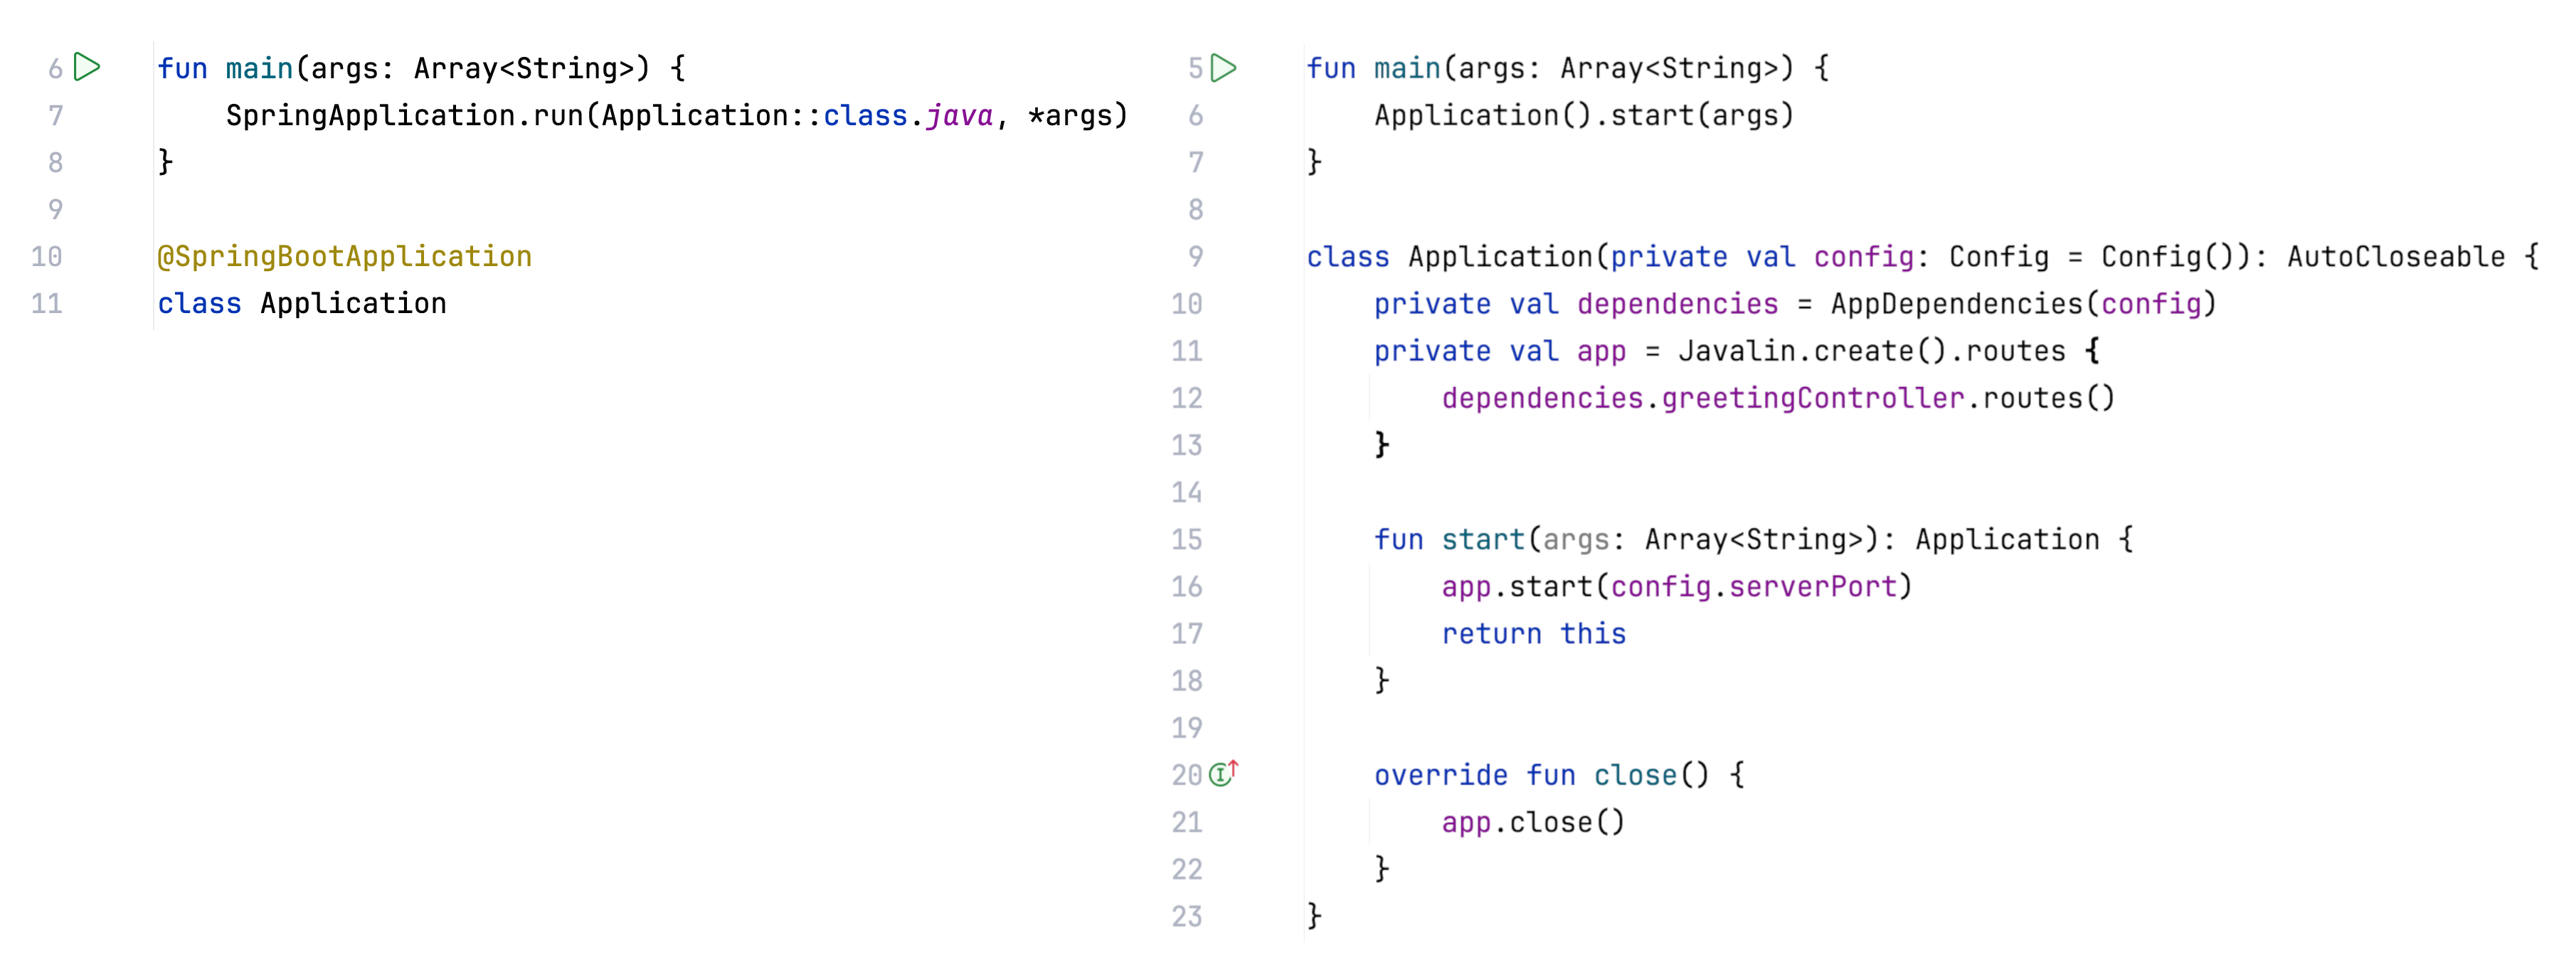 6 fun main(args: Array<String>) {
7     SpringApplication.run(Application::class.java, *args)
8 }
9
10 @SpringBootApplication
11 class Application
5 fun main(args: Array<String>) {
6     Application().start(args)
7 }
8
9 class Application(private val config: Config = Config()): AutoCloseable {
10     private val dependencies = AppDependencies(config)
11     private val app = Javalin.create().routes {
12         dependencies.greetingController.routes()
13     }
14
15     fun start(args: Array<String>): Application {
16         app.start(config.serverPort)
17         return this
18     }
19
20     override fun close() {
21         app.close()
22     }
23 }